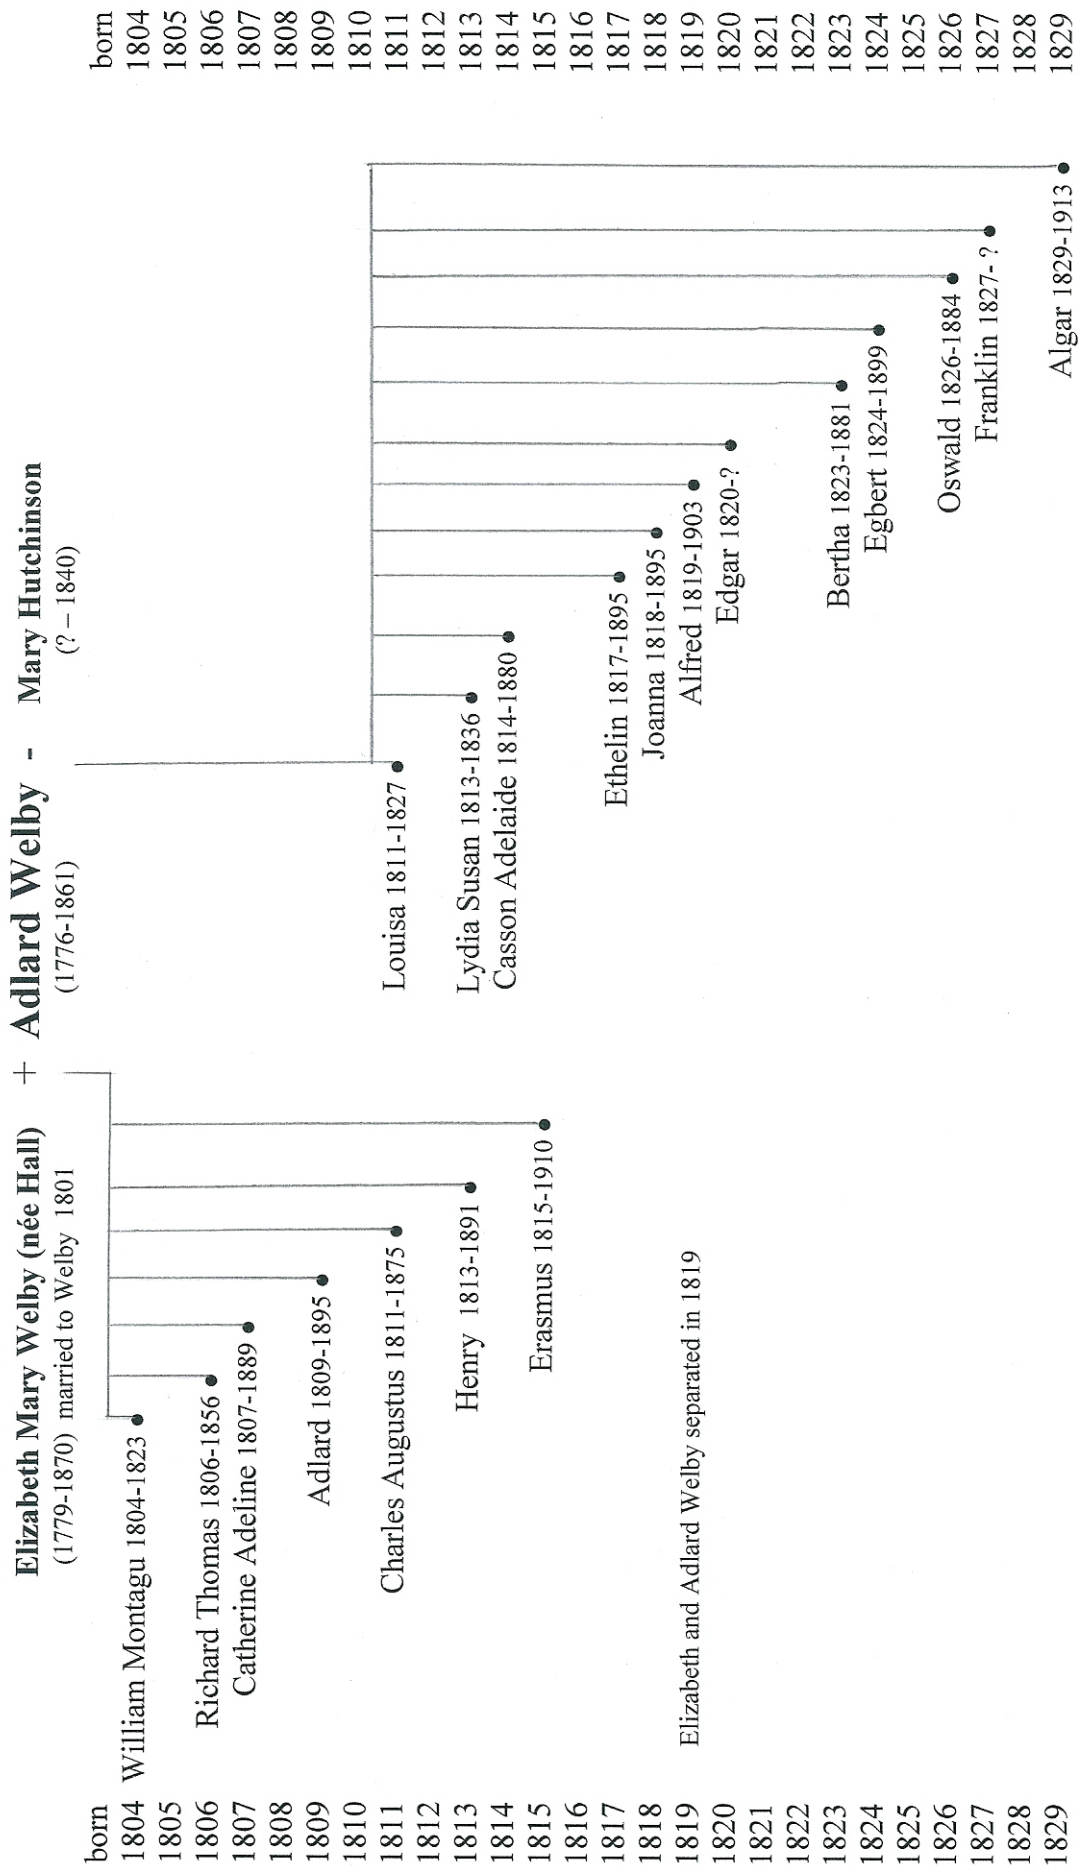 Elizabeth Mary Welby (née Hall) + Adlard Welby - Mary Hutchinson
(1779-1870) married to Welby 1801 (1776-1861) (? – 1840)
born born
1804 William Montagu 1804-1823 1804
1805 1805
1806 Richard Thomas 1806-1856 1806
1807 Catherine Adeline 1807-1889 1807
1808 1808
1809 Adlard 1809-1895 1809
1810 1810
1811 Charles Augustus 1811-1875 Louisa 1811-1827 1811
1812 1812
1813 Henry 1813-1891 Lydia Susan 1813-1836 1813
1814 Casson Adelaide 1814-1880 1814
1815 Erasmus 1815-1910 1815
1816 1816
1817 Ethelin 1817-1895 1817
1818 Joanna 1818-1895 1818
1819 Elizabeth and Adlard Welby separated in 1819 Alfred 1819-1903 1819
1820 Edgar 1820-? 1820
1821 1821
1822 1822
1823 Bertha 1823-1881 1823
1824 Egbert 1824-1899 1824
1825 1825
1826 Oswald 1826-1884 1826
1827 Franklin 1827- ? 1827
1828 1828
1829 Algar 1829-1913 1829